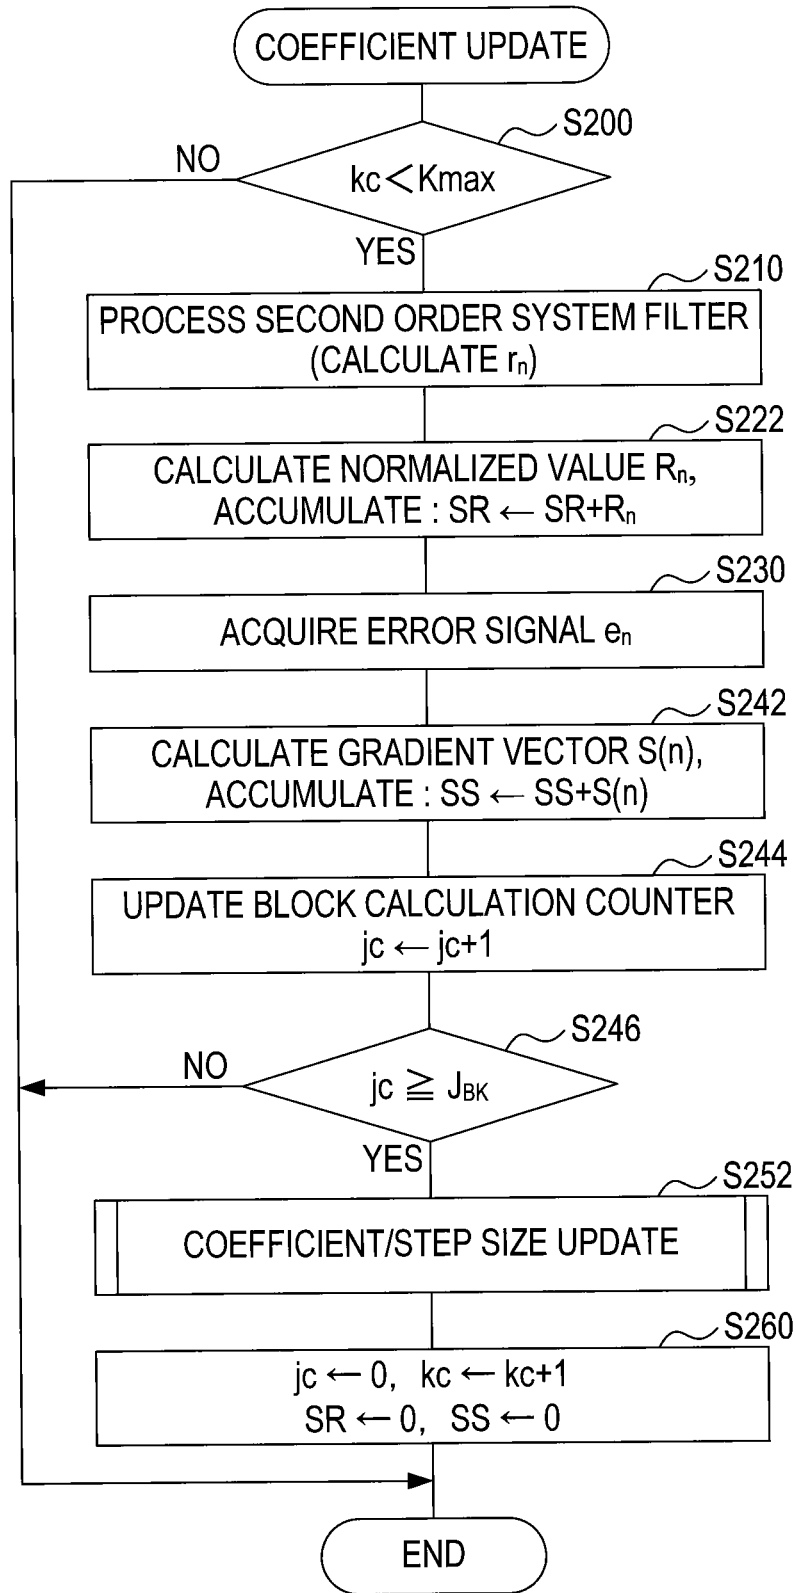 COEFFICIENT UPDATE
S200
NO
kc<Kmax
YES
S210
PROCESS SECOND ORDER SYSTEM FILTER
(CALCULATE rn)
S222
CALCULATE NORMALIZED VALUE Rn,
ACCUMULATE : SR ← SR+Rn
S230
ACQUIRE ERROR SIGNAL en
S242
CALCULATE GRADIENT VECTOR S(n),
ACCUMULATE : SS ← SS+S(n)
S244
UPDATE BLOCK CALCULATION COUNTER
jc ← jc+1
S246
NO
jc ≧ JBK
YES
S252
COEFFICIENT/STEP SIZE UPDATE
S260
jc ← 0, kc ← kc+1
SR ← 0, SS ← 0
END